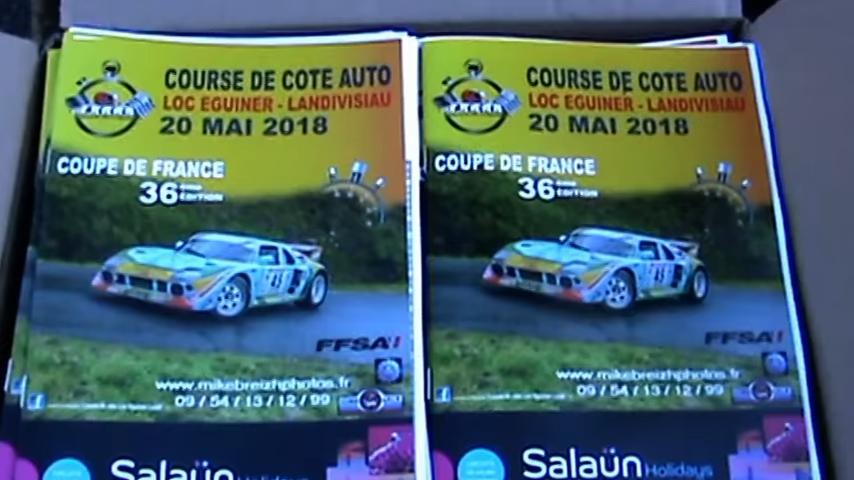 COURSE DE COTE AUTO
LOC EGUINER - LANDIVISIAU
20 MAI 2018
COUPE DE FRANCE
36ème
EDITION
FFSA
www.mikebreizhphotos.fr
09/54/13/12/99
Salaün Holidays
COURSE DE COTE AUTO
LOC EGUINER - LANDIVISIAU
20 MAI 2018
COUPE DE FRANCE
36ème
EDITION
FFSA
www.mikebreizhphotos.fr
09/54/13/12/99
Salaün Holidays